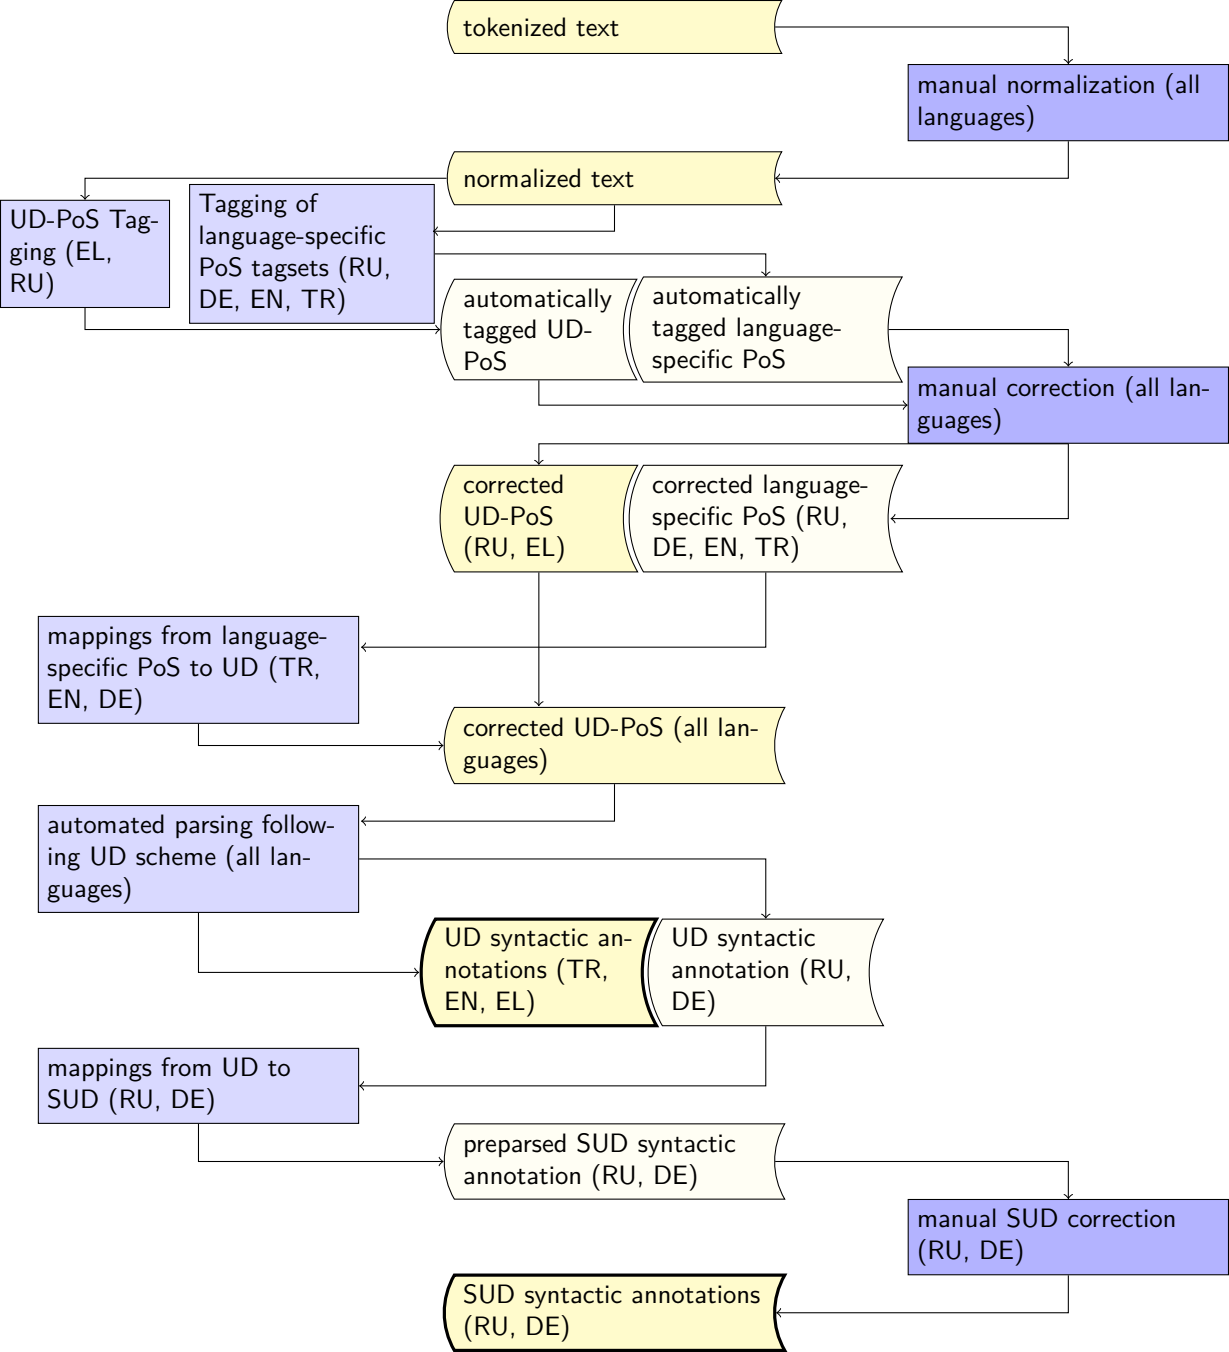 tokenized text
manual normalization (all
languages)
normalized text
UD-PoS Tag-
ging (EL,
RU)
Tagging of
language-specific
PoS tagsets (RU,
DE, EN, TR)
automatically
tagged UD-
PoS
automatically
tagged language-
specific PoS
manual correction (all lan-
guages)
corrected
UD-PoS
(RU, EL)
corrected language-
specific PoS (RU,
DE, EN, TR)
mappings from language-
specific PoS to UD (TR,
EN, DE)
corrected UD-PoS (all lan-
guages)
automated parsing follow-
ing UD scheme (all lan-
guages)
UD syntactic an-
notations (TR,
EN, EL)
UD syntactic
annotation (RU,
DE)
mappings from UD to
SUD (RU, DE)
preparsed SUD syntactic
annotation (RU, DE)
manual SUD correction
(RU, DE)
SUD syntactic annotations
(RU, DE)